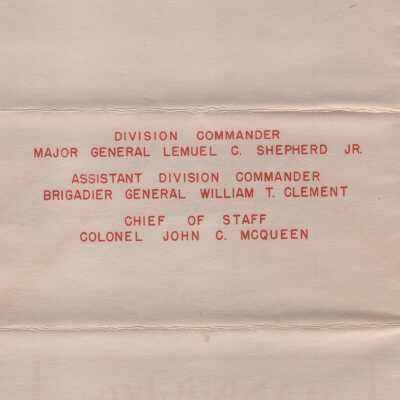 DIVISION COMMANDER
MAJOR GENERAL LEMUEL C. SHEPHERD JR.
ASSISTANT DIVISION COMMANDER
BRIGADIER GENERAL WILLIAM T. CLEMENT
CHIEF OF STAFF
COLONEL JOHN C. MCQUEEN